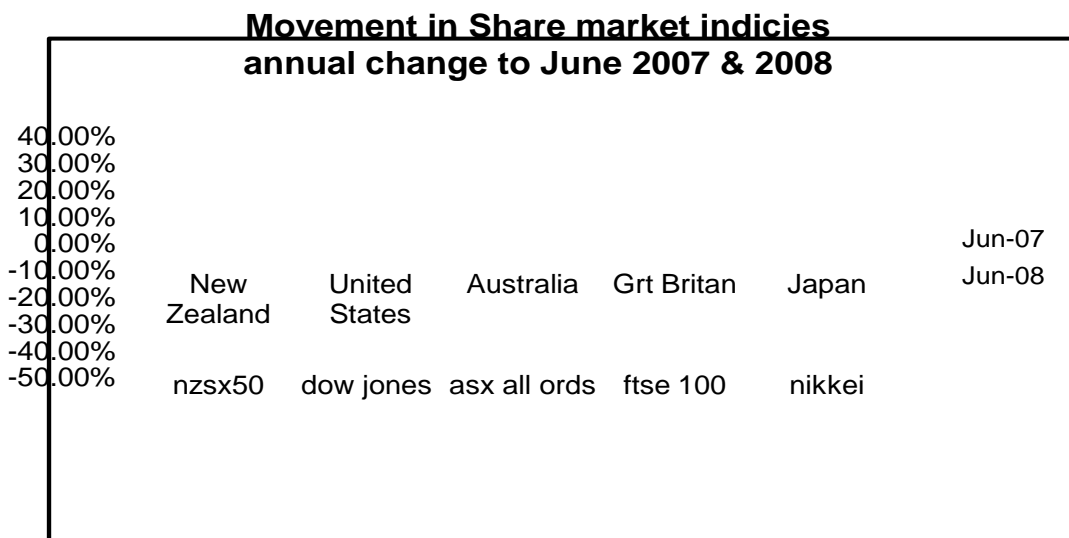 Movement in Share market indicies
annual change to June 2007 & 2008
40.00%
30.00%
20.00%
10.00%
0.00%
-10.00%
-20.00%
-30.00%
-40.00%
-50.00%
New Zealand
United States
Australia
Grt Britan
Japan
nzsx50
dow jones
asx all ords
ftse 100
nikkei
Jun-07
Jun-08